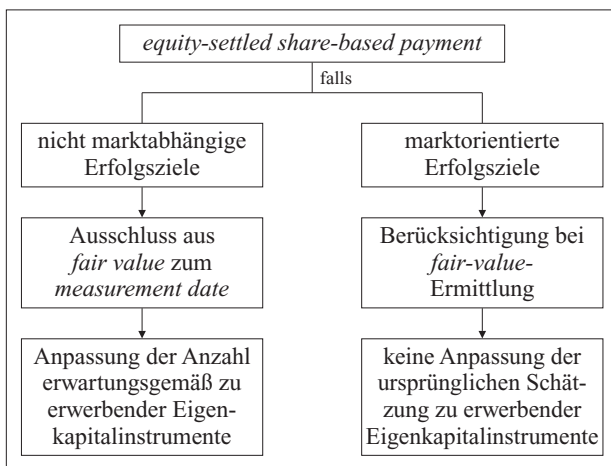 equity-settled share-based payment
falls
nicht marktabhängige
Erfolgsziele
marktorientierte
Erfolgsziele
Ausschluss aus
fair value zum
measurement date
Berücksichtigung bei
fair-value-
Ermittlung
Anpassung der Anzahl
erwartungsgemäß zu
erwerbender Eigen-
kapitalinstrumente
keine Anpassung der
ursprünglichen Schät-
zung zu erwerbender
Eigenkapitalinstrumente